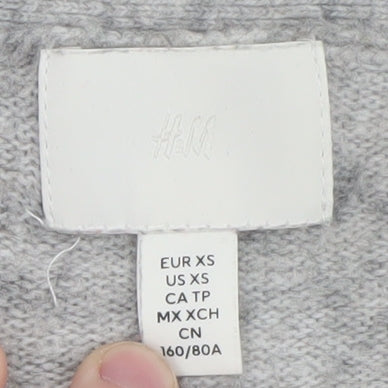 H&M
EUR XS
US XS
CA TP
MX XCH
CN
160/80A